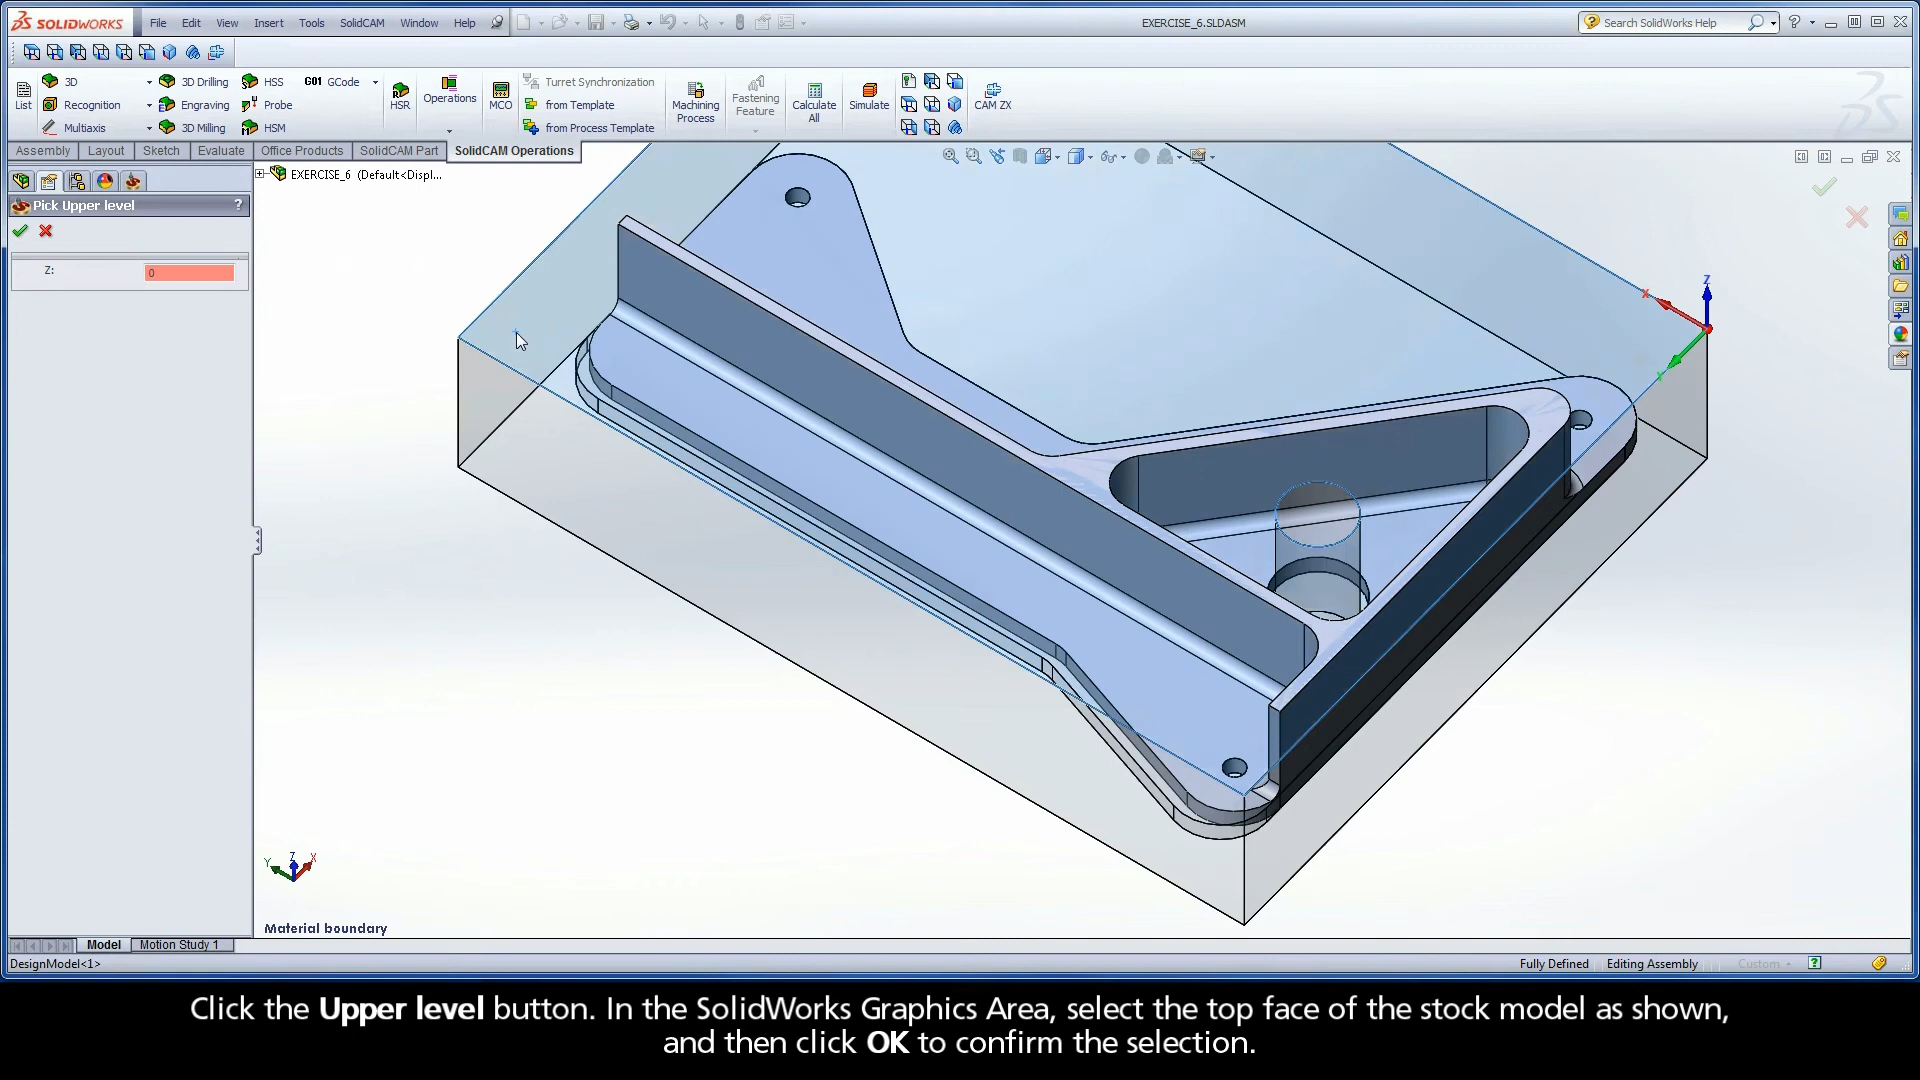 SOLIDWORKS File Edit View Insert Tools SolidCAM Window Help EXERCISE_6.SLDASM Search SolidWorks Help
3D 3D Drilling HSS G01 GCode Turret Synchronization
List Recognition Engraving Probe HSR Operations MCO from Template Machining Process Fastening Feature Calculate All Simulate CAM ZX
Multiaxis 3D Milling HSM from Process Template
Assembly Layout Sketch Evaluate Office Products SolidCAM Part SolidCAM Operations
EXERCISE_6 (Default<Displ...
Pick Upper level ?
Z: 0
Z
X
Y
Y Z X
Material boundary
Model Motion Study 1
DesignModel<1> Fully Defined Editing Assembly Custom
Click the Upper level button. In the SolidWorks Graphics Area, select the top face of the stock model as shown,
and then click OK to confirm the selection.